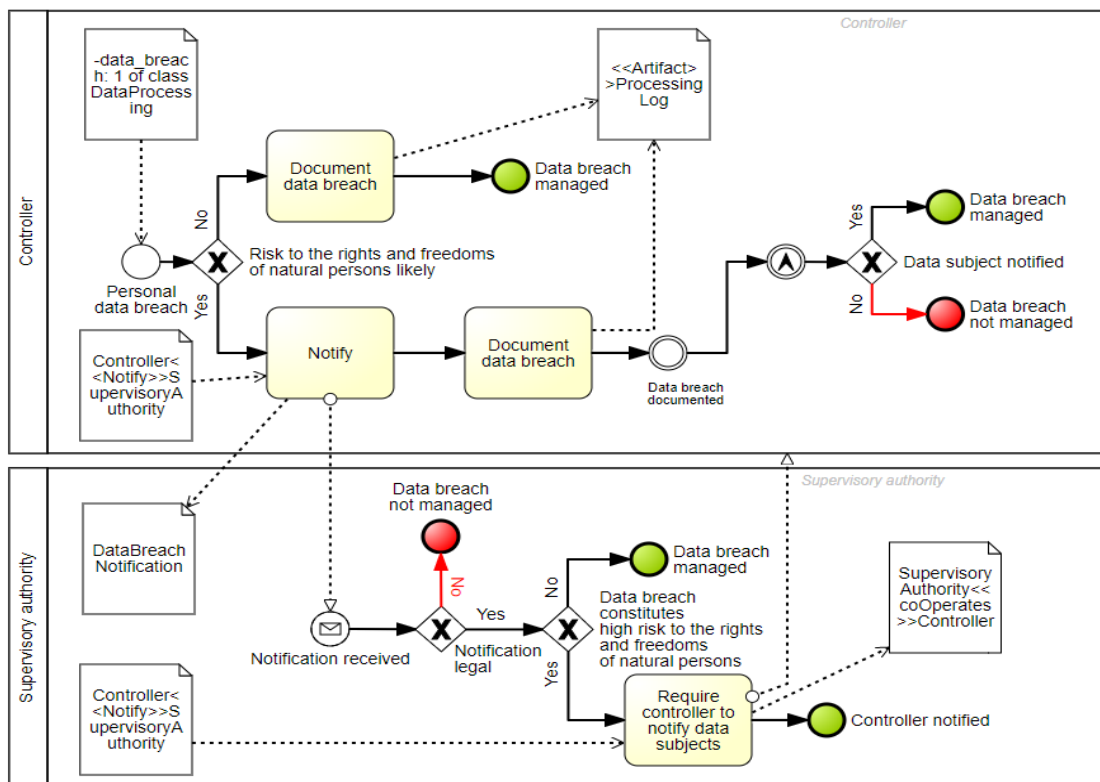 Controller
Controller
-data_breac
h: 1 of class
DataProcess
ing
<<Artifact>
>Processing
Log
Document
data breach
Data breach
managed
No
Risk to the rights and freedoms
of natural persons likely
Personal
data breach
Yes
Yes
Data breach
managed
Data subject notified
No
Data breach
not managed
Controller<
<Notify>>S
upervisoryA
uthority
Notify
Document
data breach
Data breach
documented
Supervisory authority
Supervisory authority
DataBreach
Notification
Data breach
not managed
No
Notification received
Yes
Notification
legal
No
Data breach
managed
Data breach
constitutes
high risk to the rights
and freedoms
of natural persons
Yes
Supervisory
Authority<<
coOperates
>>Controller
Controller<
<Notify>>S
upervisoryA
uthority
Require
controller to
notify data
subjects
Controller notified